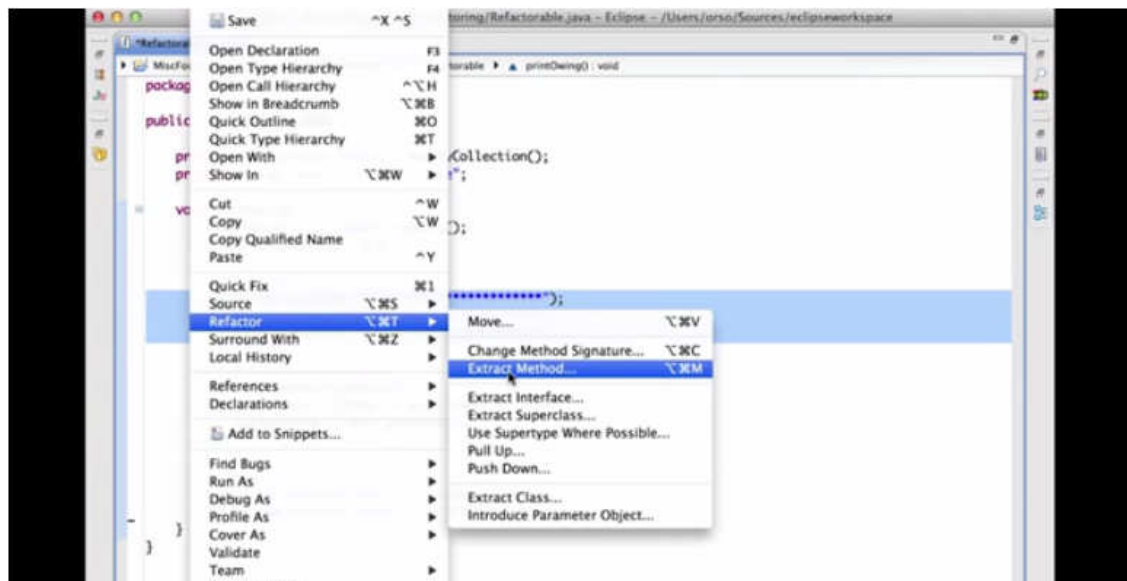 Save ^X ^S
toring/Refactorable.java – Eclipse – /Users/orso/Sources/eclipseworkspace
*Refactora
Open Declaration F3
MiscFo
torable printOwing() : void
Open Type Hierarchy F4
packag
Open Call Hierarchy ^⌥H
Show in Breadcrumb ⌥⌘B
public
Quick Outline ⌘O
Quick Type Hierarchy ⌘T
pr
Open With
yCollection();
pr
Show In ⌥⌘W
e";
Cut ^W
vo
Copy ⌥W
();
Copy Qualified Name
Paste ^Y
Quick Fix ⌘1
Source ⌥⌘S
**************");
Refactor ⌥⌘T
Surround With ⌥⌘Z
Local History
References
Declarations
Add to Snippets...
Find Bugs
Run As
Debug As
Profile As
Cover As
Validate
Team
}
}
Move... ⌥⌘V
Change Method Signature... ⌥⌘C
Extract Method... ⌥⌘M
Extract Interface...
Extract Superclass...
Use Supertype Where Possible...
Pull Up...
Push Down...
Extract Class...
Introduce Parameter Object...